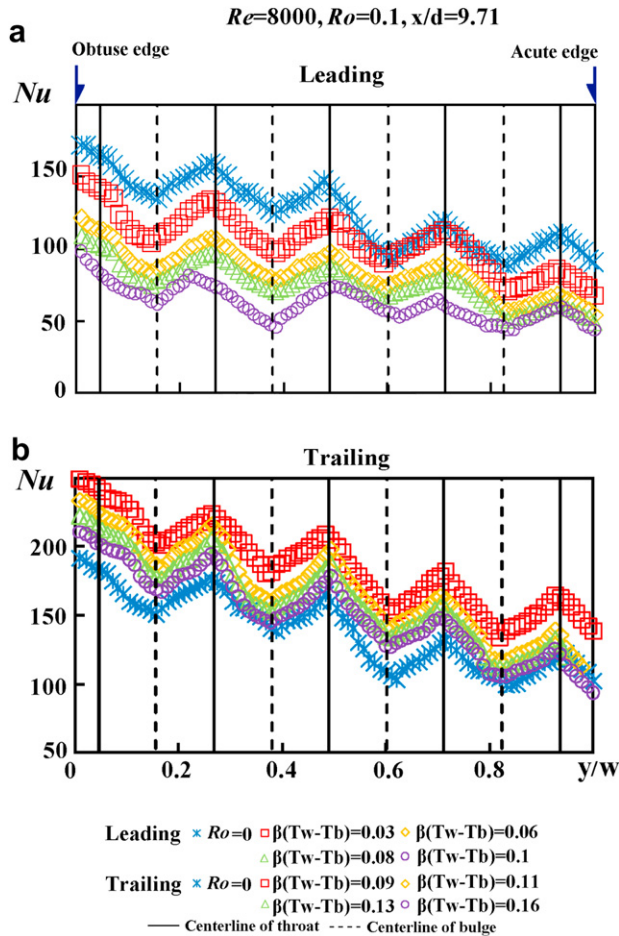 Re=8000, Ro=0.1, x/d=9.71
a
Obtuse edge
Acute edge
Nu
Leading
150
100
50
0
b
Nu
Trailing
200
150
100
50
0 0.2 0.4 0.6 0.8 y/w
Leading Ro=0 β(Tw-Tb)=0.03 β(Tw-Tb)=0.06
β(Tw-Tb)=0.08 β(Tw-Tb)=0.1
Trailing Ro=0 β(Tw-Tb)=0.09 β(Tw-Tb)=0.11
β(Tw-Tb)=0.13 β(Tw-Tb)=0.16
Centerline of throat Centerline of bulge